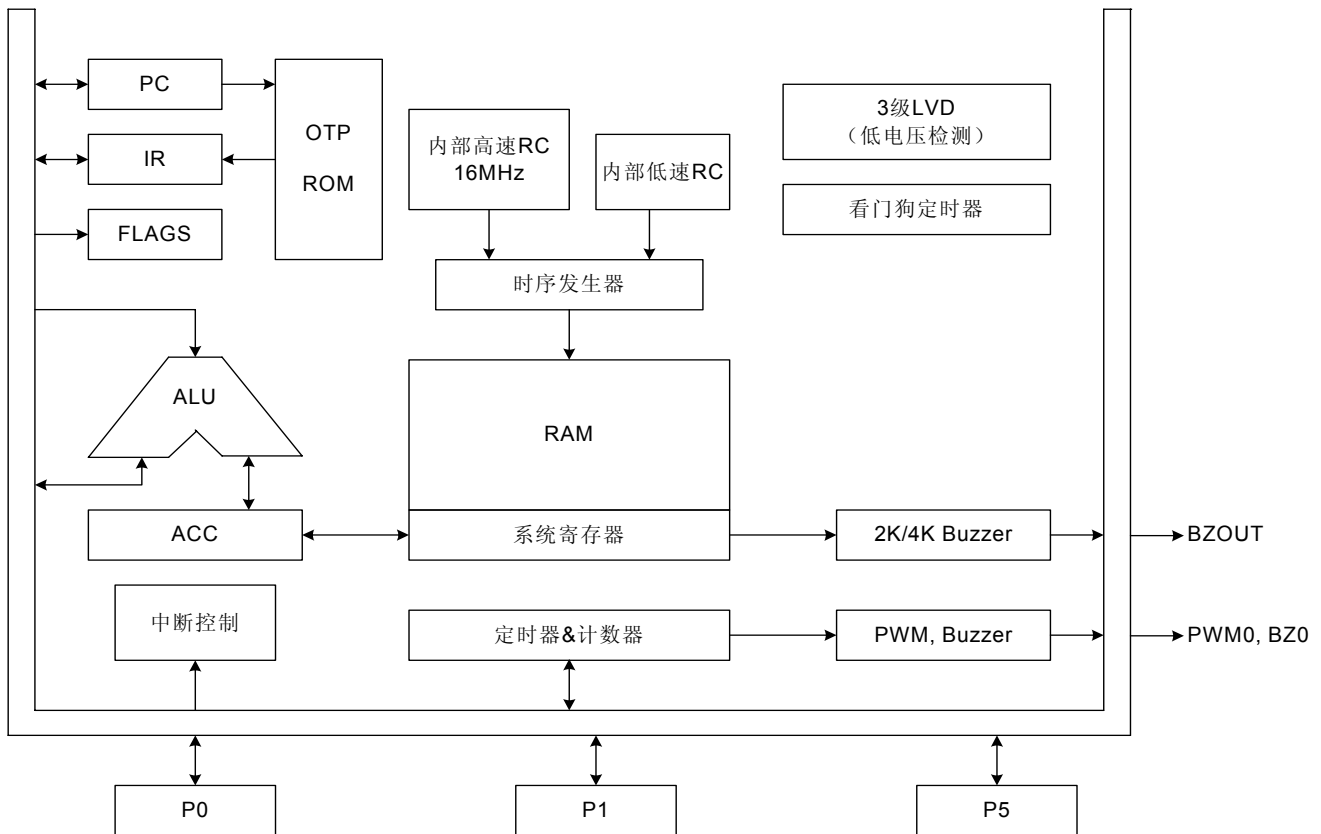 PC
IR
FLAGS
OTP
ROM
内部高速RC
16MHz
内部低速RC
3级LVD
（低电压检测）
看门狗定时器
时序发生器
ALU
RAM
ACC
系统寄存器
2K/4K Buzzer
BZOUT
中断控制
定时器&计数器
PWM, Buzzer
PWM0, BZ0
P0
P1
P5